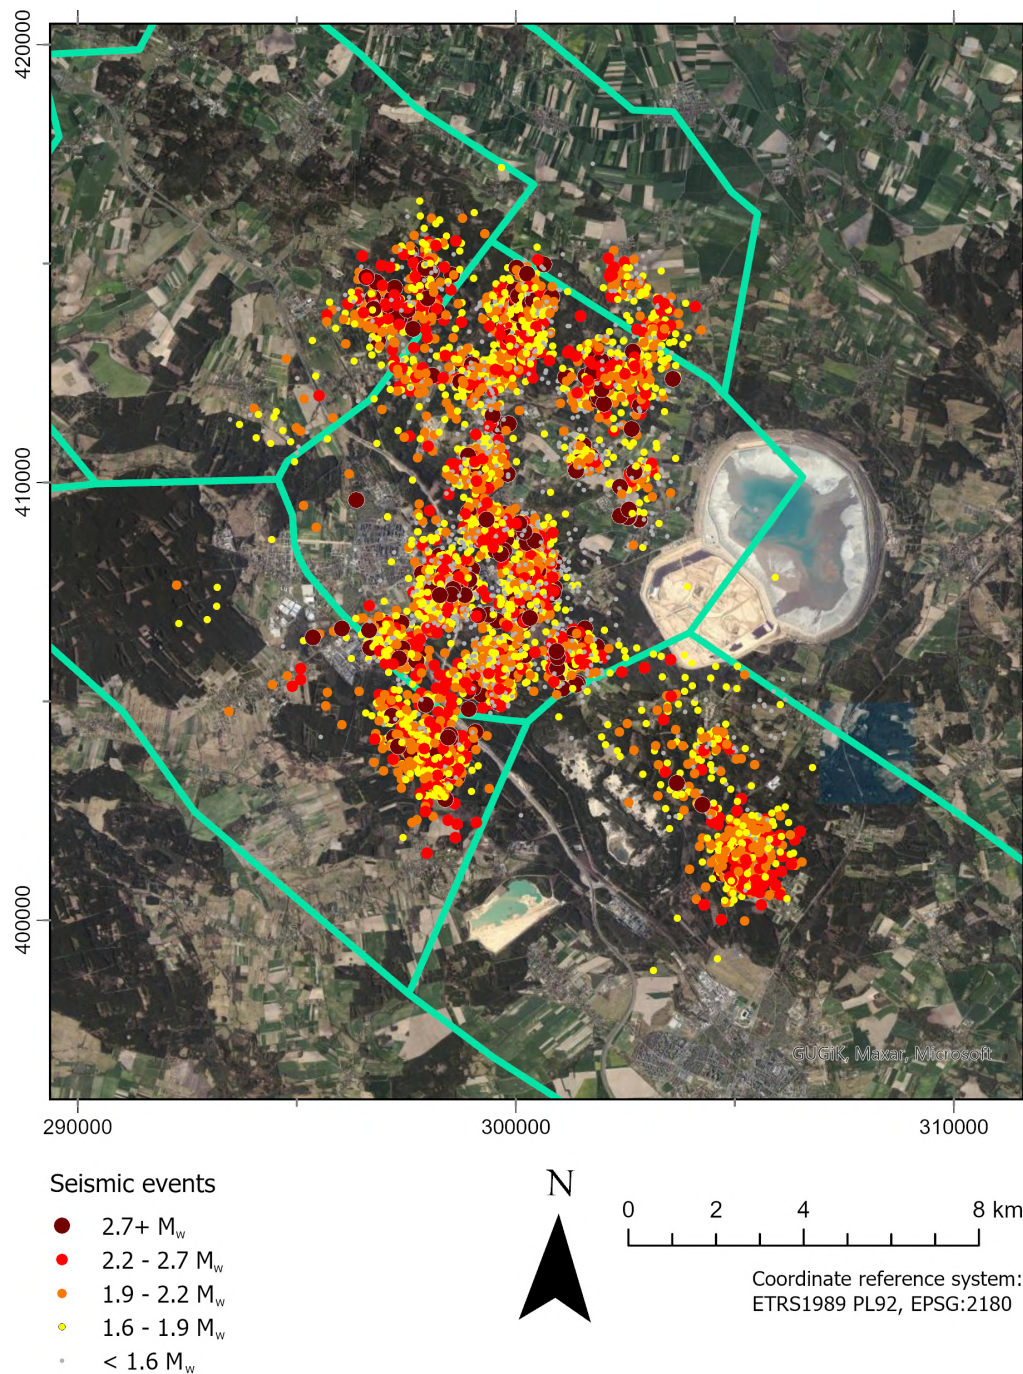 420000
410000
400000
GUGiK, Maxar, Microsoft
290000
300000
310000
Seismic events
2.7+ Mw
2.2 - 2.7 Mw
1.9 - 2.2 Mw
1.6 - 1.9 Mw
< 1.6 Mw
N
0 2 4 8 km
Coordinate reference system:
ETRS1989 PL92, EPSG:2180